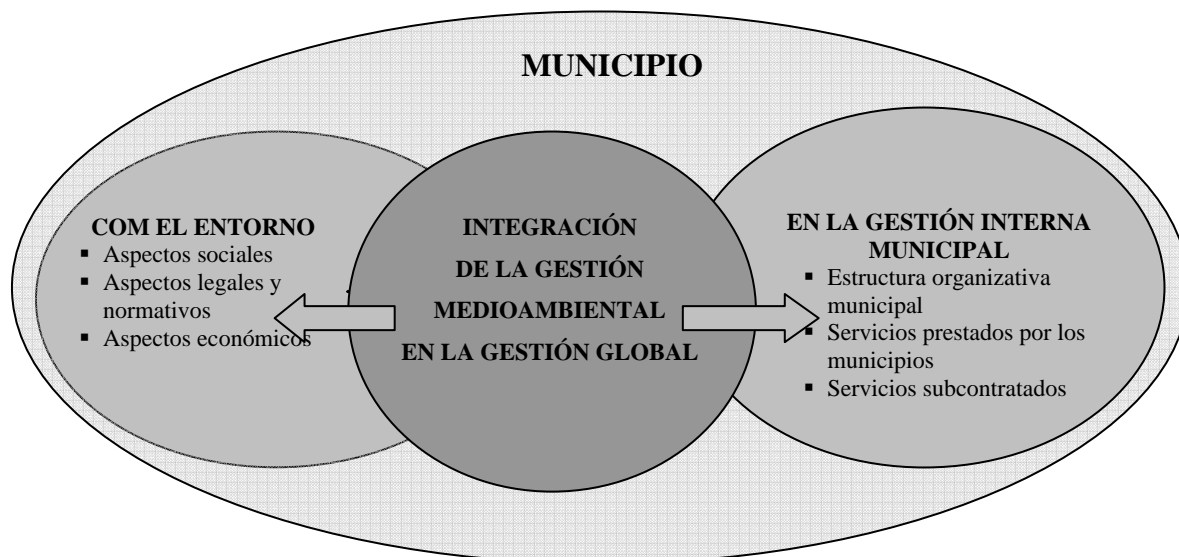 MUNICIPIO
COM EL ENTORNO
▪ Aspectos sociales
▪ Aspectos legales y
normativos
▪ Aspectos económicos
INTEGRACIÓN
DE LA GESTIÓN
MEDIOAMBIENTAL
EN LA GESTIÓN GLOBAL
EN LA GESTIÓN INTERNA
MUNICIPAL
▪ Estructura organizativa
municipal
▪ Servicios prestados por los
municipios
▪ Servicios subcontratados